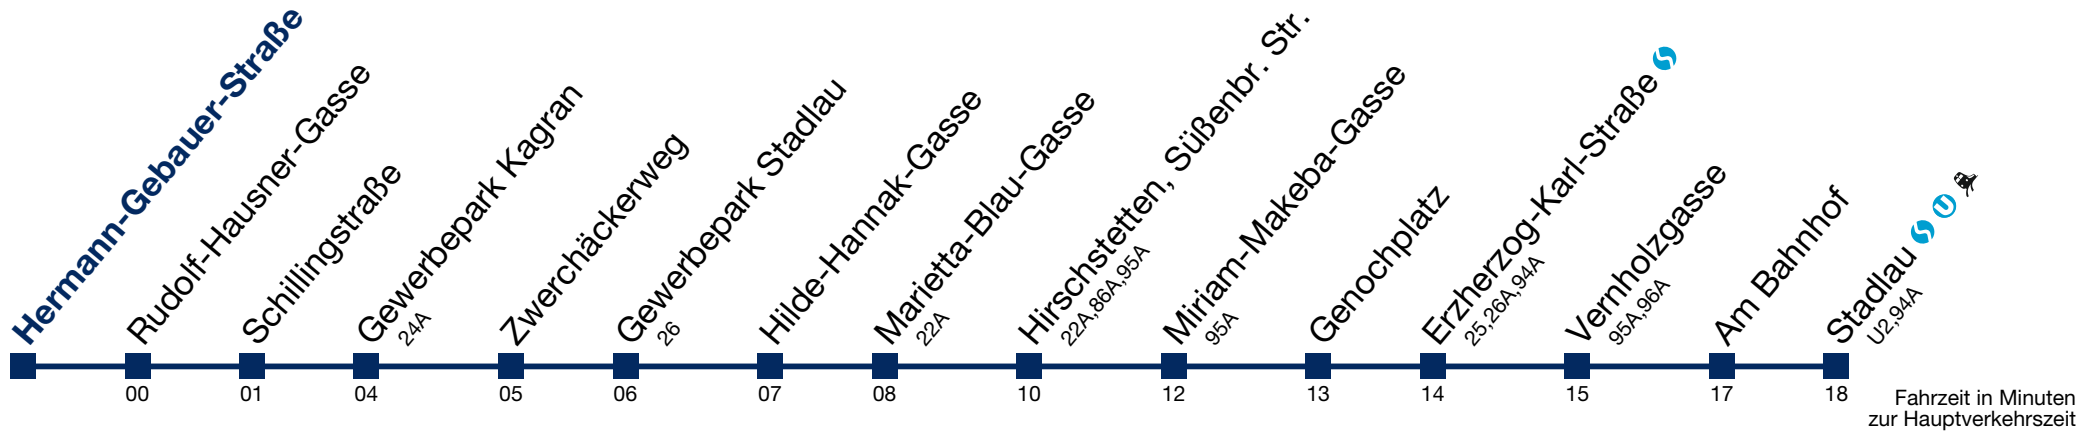 Hermann-Gebauer-Straße
Rudolf-Hausner-Gasse
Schillingstraße
Gewerbepark Kagran
24A
Zwerchäckerweg
Gewerbepark Stadlau
26
Hilde-Hannak-Gasse
Marietta-Blau-Gasse
22A
Hirschstetten, Süßenbr. Str.
22A,86A,95A
Miriam-Makeba-Gasse
95A
Genochplatz
Erzherzog-Karl-Straße
25,26A,94A
Vernholzgasse
95A,96A
Am Bahnhof
Stadlau U
U2,94A
00 01 04 05 06 07 08 10 12 13 14 15 17 18
Fahrzeit in Minuten
zur Hauptverkehrszeit